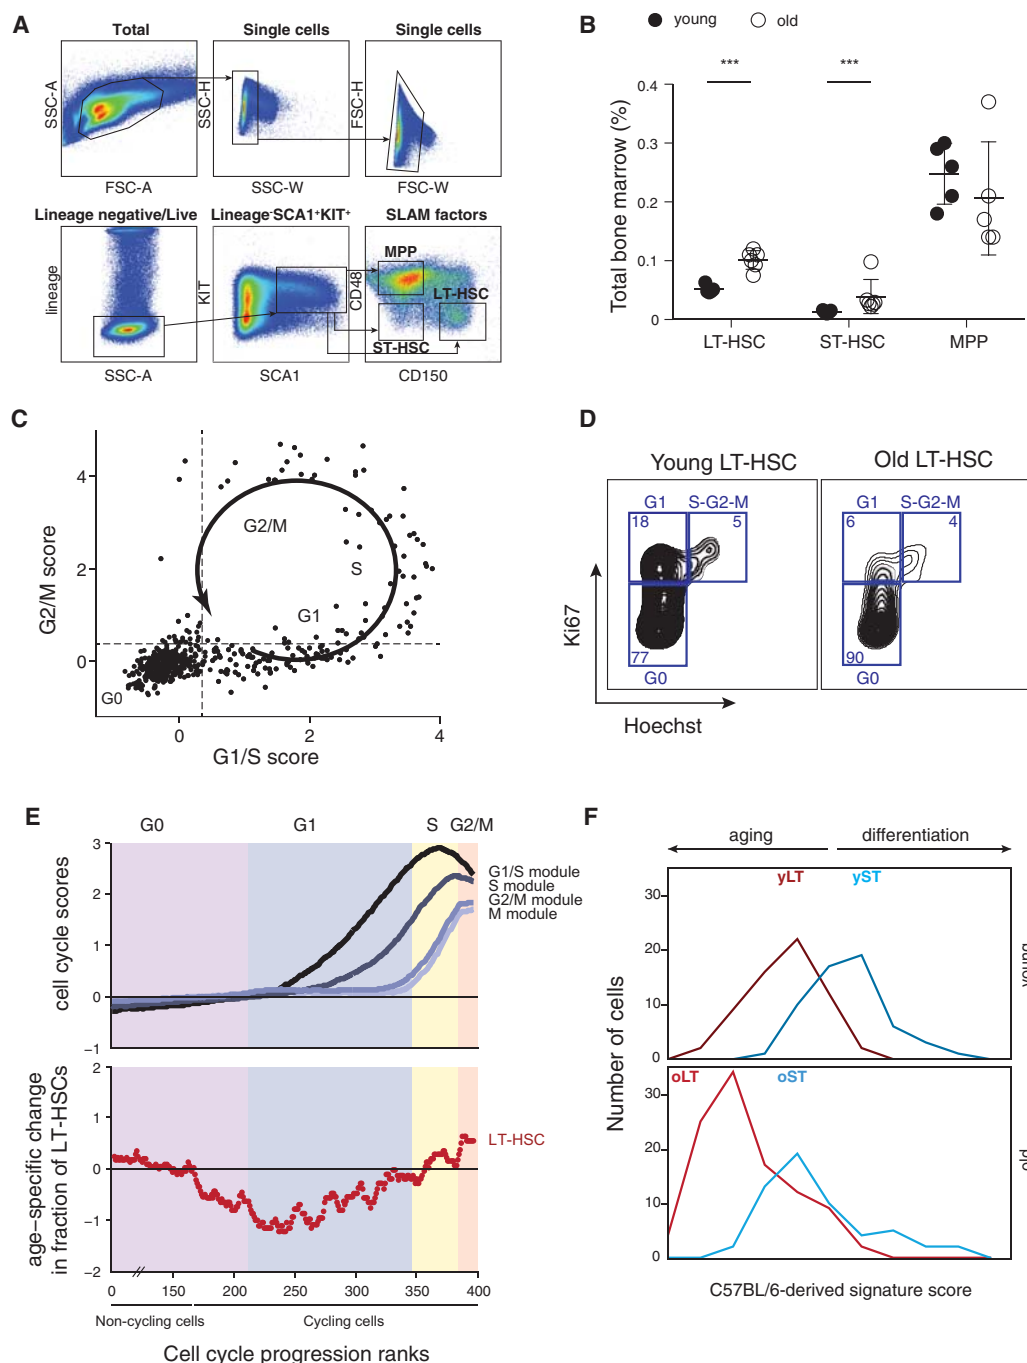 A
Total
Single cells
Single cells
SSC-A
SSC-H
FSC-H
FSC-A
SSC-W
FSC-W
Lineage negative/Live
Lineage-SCA1+KIT+
SLAM factors
lineage
KIT
CD48
MPP
LT-HSC
ST-HSC
SSC-A
SCA1
CD150
B
young
old
***
***
Total bone marrow (%)
0.4
0.3
0.2
0.1
0
LT-HSC
ST-HSC
MPP
C
G2/M score
4
2
0
G2/M
S
G1
G0
0
2
4
G1/S score
D
Young LT-HSC
Old LT-HSC
G1
S-G2-M
18
5
77
G0
G1
S-G2-M
6
4
90
G0
Ki67
Hoechst
E
G0
G1
S
G2/M
cell cycle scores
3
2
1
0
−1
G1/S module
S module
G2/M module
M module
age−specific change
in fraction of LT-HSCs
2
1
0
−1
−2
LT-HSC
0
150
200
250
300
350
400
Non-cycling cells
Cycling cells
Cell cycle progression ranks
F
aging
differentiation
yLT
yST
30
20
10
0
young
Number of cells
oLT
oST
30
20
10
0
old
C57BL/6-derived signature score